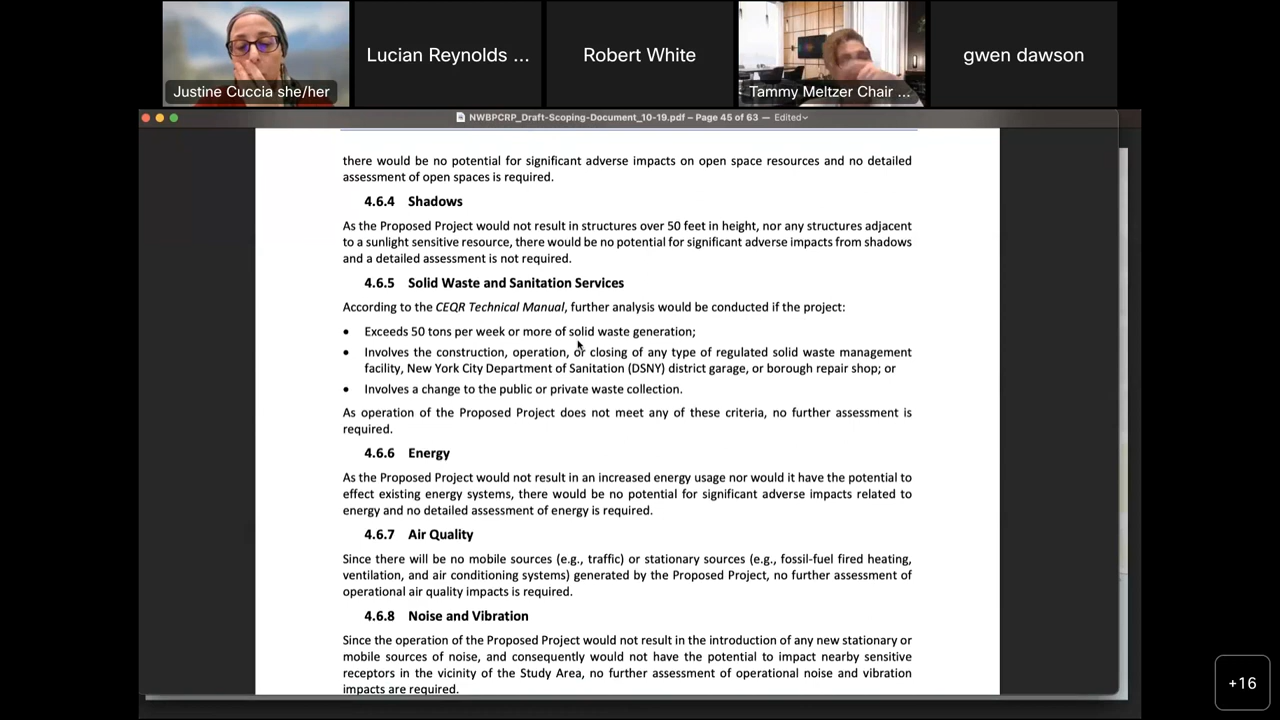 Justine Cuccia she/her
Lucian Reynolds ...
Robert White
Tammy Meltzer Chair ...
gwen dawson
NWBPCRP_Draft-Scoping-Document_10-19.pdf – Page 45 of 63 — Edited
there would be no potential for significant adverse impacts on open space resources and no detailed
assessment of open spaces is required.
4.6.4 Shadows
As the Proposed Project would not result in structures over 50 feet in height, nor any structures adjacent
to a sunlight sensitive resource, there would be no potential for significant adverse impacts from shadows
and a detailed assessment is not required.
4.6.5 Solid Waste and Sanitation Services
According to the CEQR Technical Manual, further analysis would be conducted if the project:
• Exceeds 50 tons per week or more of solid waste generation;
• Involves the construction, operation, or closing of any type of regulated solid waste management
facility, New York City Department of Sanitation (DSNY) district garage, or borough repair shop; or
• Involves a change to the public or private waste collection.
As operation of the Proposed Project does not meet any of these criteria, no further assessment is
required.
4.6.6 Energy
As the Proposed Project would not result in an increased energy usage nor would it have the potential to
effect existing energy systems, there would be no potential for significant adverse impacts related to
energy and no detailed assessment of energy is required.
4.6.7 Air Quality
Since there will be no mobile sources (e.g., traffic) or stationary sources (e.g., fossil-fuel fired heating,
ventilation, and air conditioning systems) generated by the Proposed Project, no further assessment of
operational air quality impacts is required.
4.6.8 Noise and Vibration
Since the operation of the Proposed Project would not result in the introduction of any new stationary or
mobile sources of noise, and consequently would not have the potential to impact nearby sensitive
receptors in the vicinity of the Study Area, no further assessment of operational noise and vibration
impacts are required.
+16